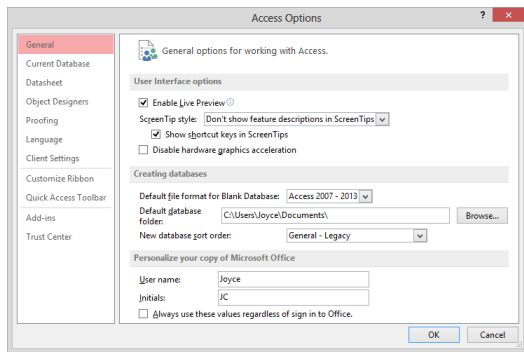 Access Options
? ×
General
Current Database
Datasheet
Object Designers
Proofing
Language
Client Settings
Customize Ribbon
Quick Access Toolbar
Add-ins
Trust Center
General options for working with Access.
User Interface options
Enable Live Preview
ScreenTip style: Don't show feature descriptions in ScreenTips
Show shortcut keys in ScreenTips
Disable hardware graphics acceleration
Creating databases
Default file format for Blank Database: Access 2007 - 2013
Default database
folder: C:\Users\Joyce\Documents\ Browse...
New database sort order: General - Legacy
Personalize your copy of Microsoft Office
User name: Joyce
Initials: JC
Always use these values regardless of sign in to Office.
OK Cancel